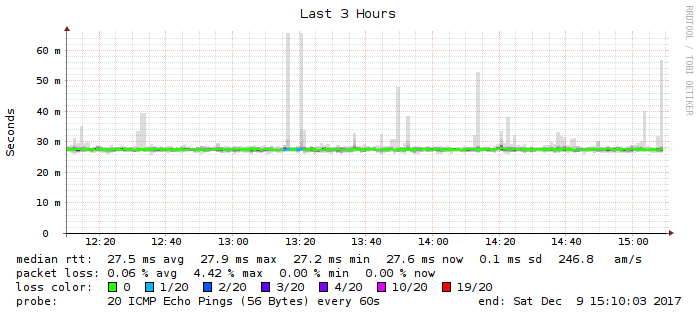 Last 3 Hours
RRDTOOL / TOBI OETIKER
Seconds
60 m
50 m
40 m
30 m
20 m
10 m
0
12:20 12:40 13:00 13:20 13:40 14:00 14:20 14:40 15:00
median rtt: 27.5 ms avg 27.9 ms max 27.2 ms min 27.6 ms now 0.1 ms sd 246.8 am/s
packet loss: 0.06 % avg 4.42 % max 0.00 % min 0.00 % now
loss color: 0 1/20 2/20 3/20 4/20 10/20 19/20
probe: 20 ICMP Echo Pings (56 Bytes) every 60s end: Sat Dec 9 15:10:03 2017